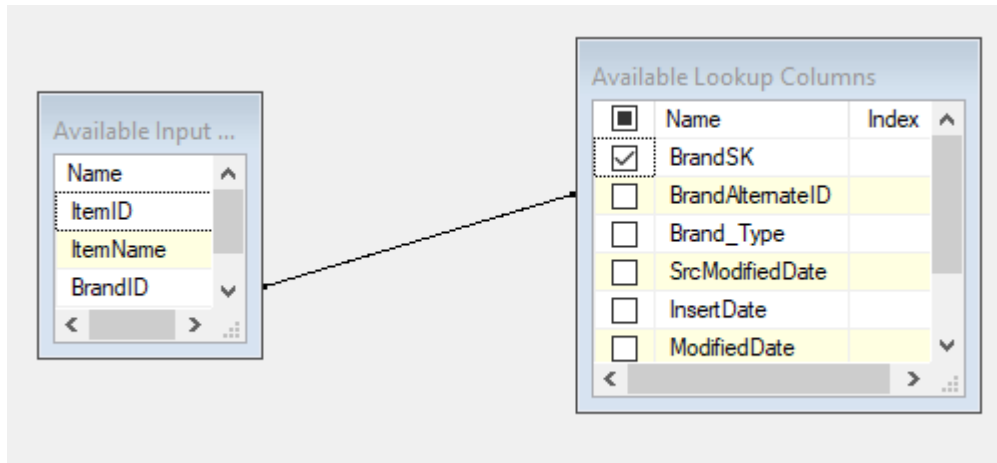 Available Input ...
Name
ItemID
ItemName
BrandID
Available Lookup Columns
Name Index
BrandSK
BrandAlternateID
Brand_Type
SrcModifiedDate
InsertDate
ModifiedDate